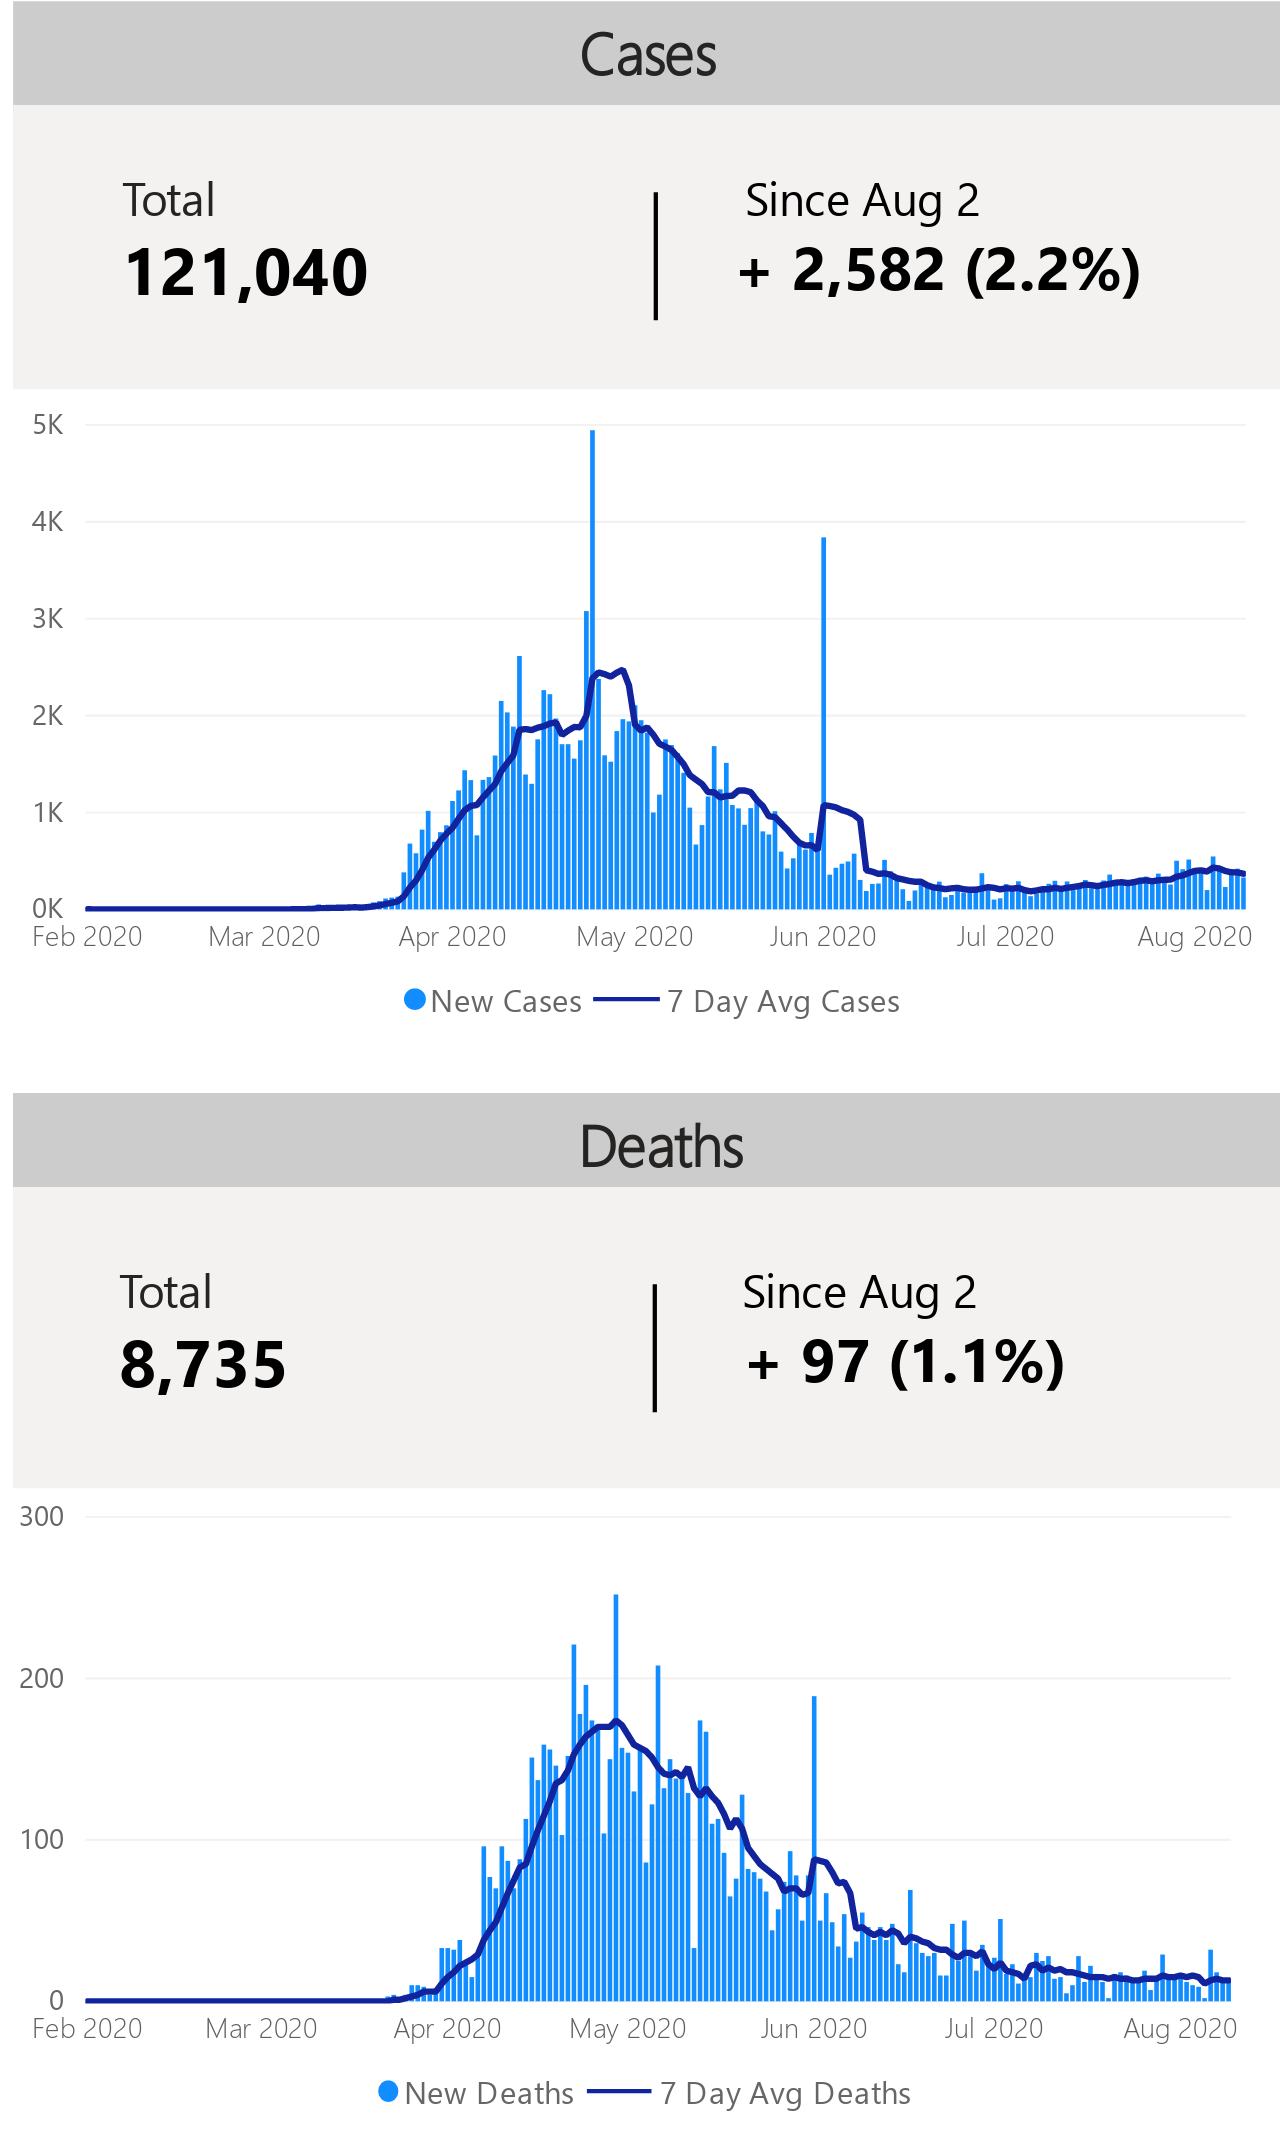 Cases
Total
Since Aug 2
121,040
+ 2,582 (2.2%)
5K
4K
3K
2K
1K
0K
Feb 2020 Mar 2020 Apr 2020 May 2020 Jun 2020 Jul 2020 Aug 2020
New Cases 7 Day Avg Cases
Deaths
Total
Since Aug 2
8,735
+ 97 (1.1%)
300
200
100
0
Feb 2020 Mar 2020 Apr 2020 May 2020 Jun 2020 Jul 2020 Aug 2020
New Deaths 7 Day Avg Deaths